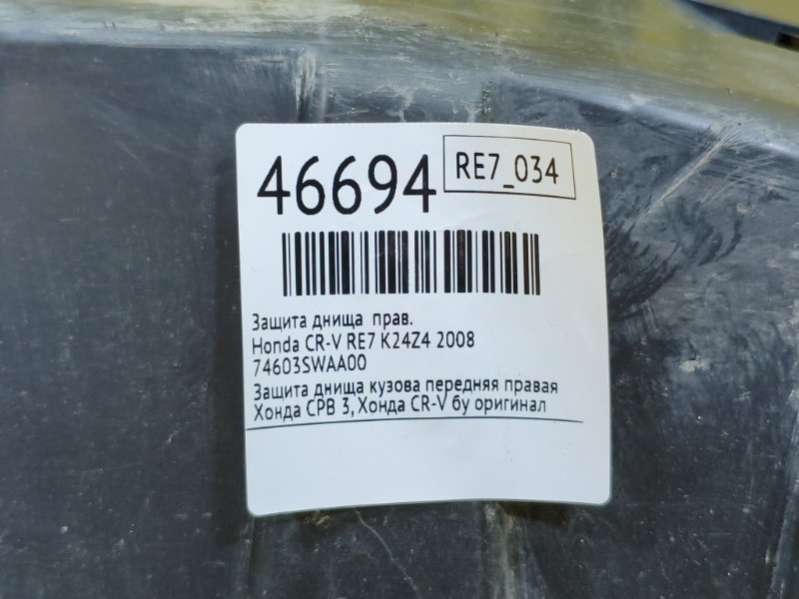 46694
RE7_034
Защита днища прав.
Honda CR-V RE7 K24Z4 2008
74603SWAA00
Защита днища кузова передняя правая
Хонда СРВ 3, Хонда CR-V бу оригинал